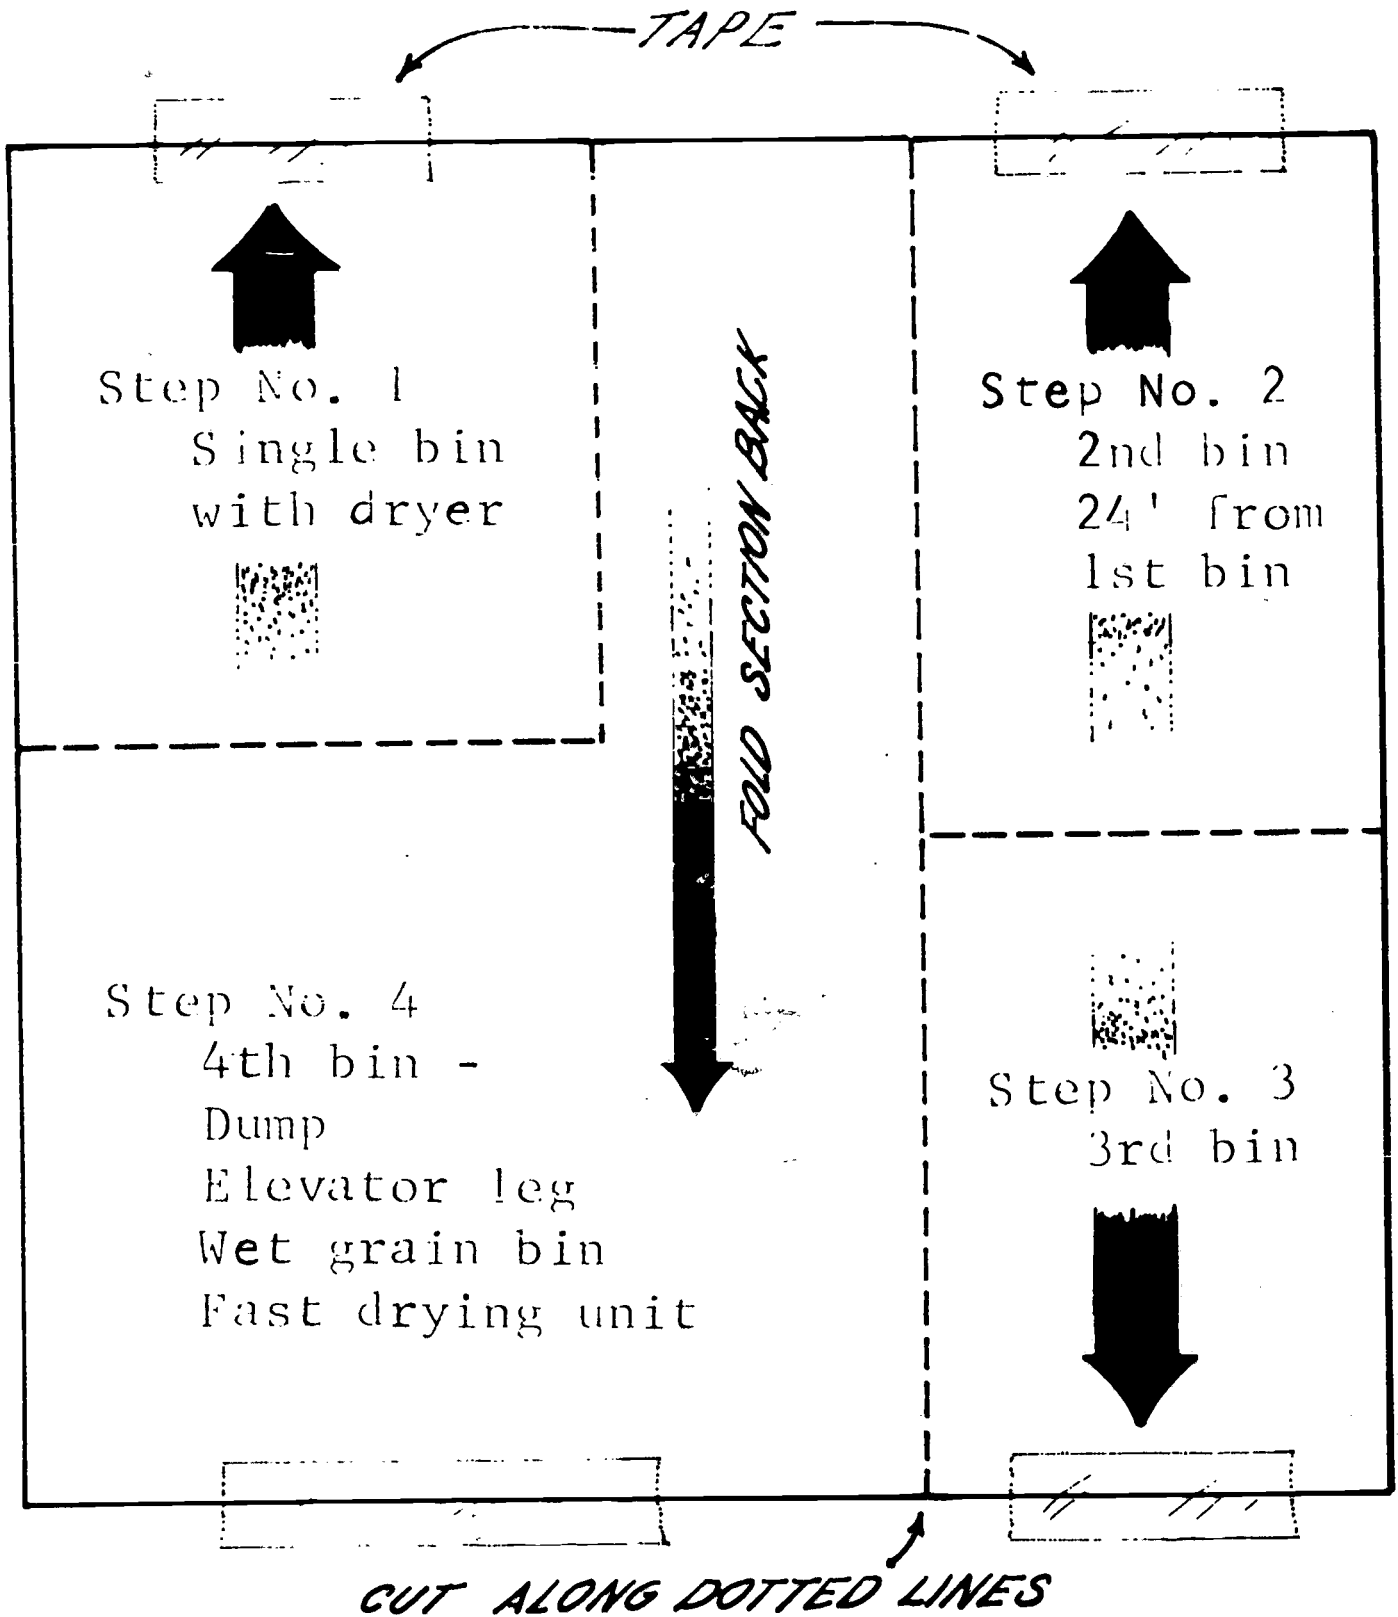 TAPE
Step No. 1
Single bin
with dryer
FOLD SECTION BACK
Step No. 2
2nd bin
24' from
1st bin
Step No. 4
4th bin -
Dump
Elevator leg
Wet grain bin
Fast drying unit
Step No. 3
3rd bin
CUT ALONG DOTTED LINES